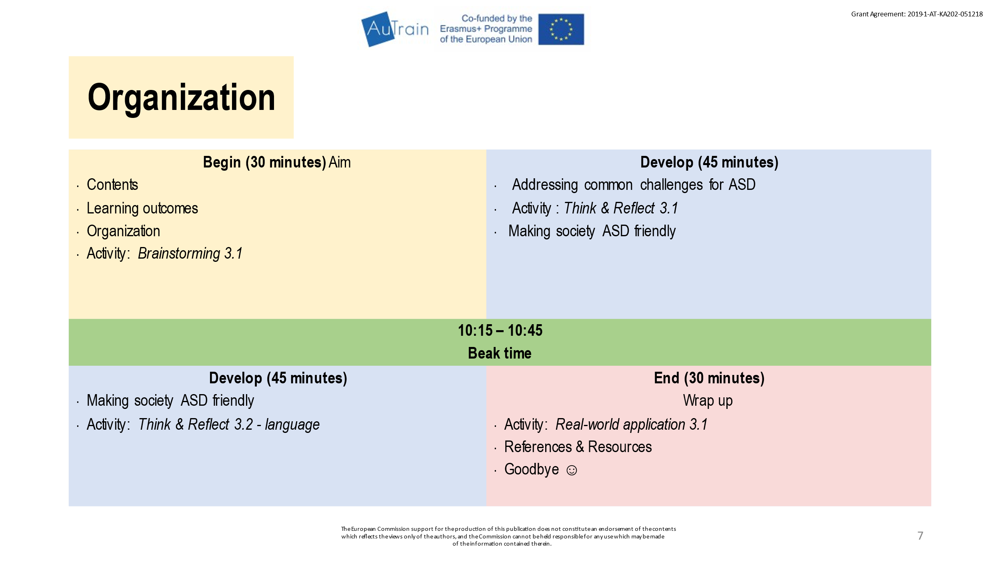 AuTrain
Co-funded by the
Erasmus+ Programme
of the European Union
Grant Agreement: 2019-1-AT-KA202-051218
Organization
Begin (30 minutes) Aim
· Contents
· Learning outcomes
· Organization
· Activity: Brainstorming 3.1
Develop (45 minutes)
· Addressing common challenges for ASD
· Activity : Think & Reflect 3.1
· Making society ASD friendly
10:15 – 10:45
Beak time
Develop (45 minutes)
· Making society ASD friendly
· Activity: Think & Reflect 3.2 - language
End (30 minutes)
Wrap up
· Activity: Real-world application 3.1
· References & Resources
· Goodbye ☺
The European Commission support for the production of this publication does not constitute an endorsement of the contents
which reflects the views only of the authors, and the Commission cannot be held responsible for any use which may be made
of the information contained therein.
7